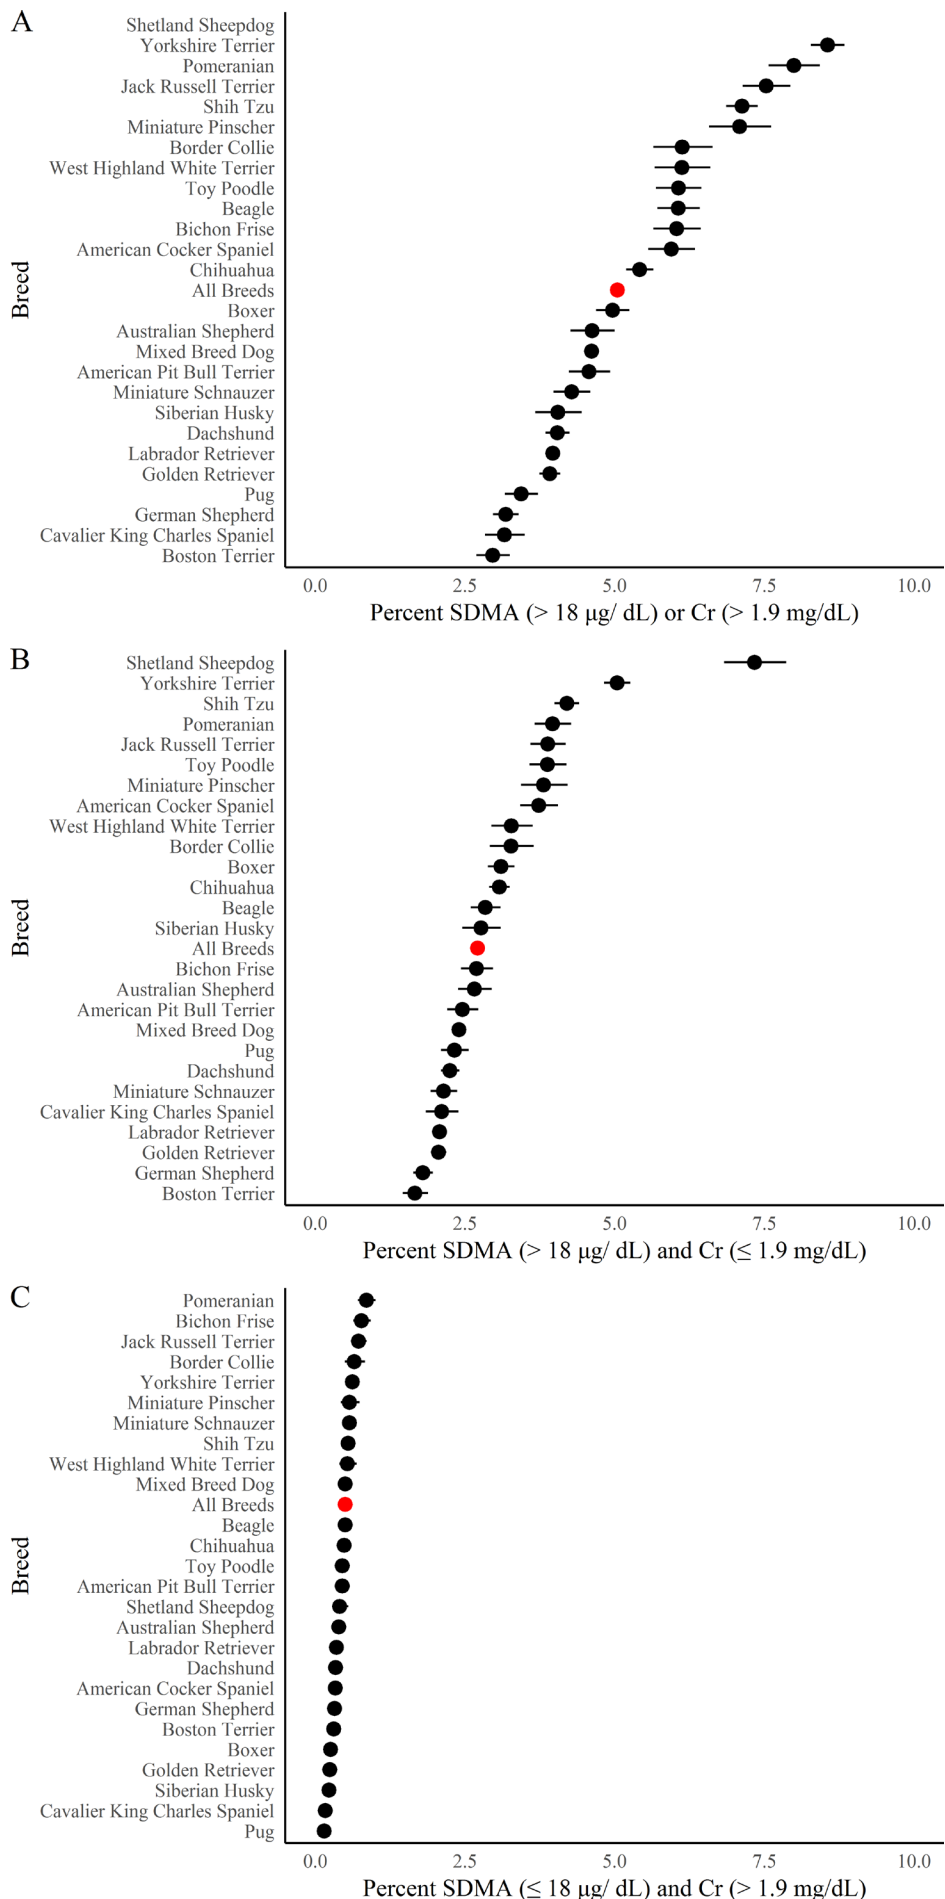 A
Shetland Sheepdog
Yorkshire Terrier
Pomeranian
Jack Russell Terrier
Shih Tzu
Miniature Pinscher
Border Collie
West Highland White Terrier
Toy Poodle
Beagle
Bichon Frise
American Cocker Spaniel
Chihuahua
All Breeds
Boxer
Australian Shepherd
Mixed Breed Dog
American Pit Bull Terrier
Miniature Schnauzer
Siberian Husky
Dachshund
Labrador Retriever
Golden Retriever
Pug
German Shepherd
Cavalier King Charles Spaniel
Boston Terrier
Breed
0.0 2.5 5.0 7.5 10.0
Percent SDMA (> 18 μg/ dL) or Cr (> 1.9 mg/dL)
B
Shetland Sheepdog
Yorkshire Terrier
Shih Tzu
Pomeranian
Jack Russell Terrier
Toy Poodle
Miniature Pinscher
American Cocker Spaniel
West Highland White Terrier
Border Collie
Boxer
Chihuahua
Beagle
Siberian Husky
All Breeds
Bichon Frise
Australian Shepherd
American Pit Bull Terrier
Mixed Breed Dog
Pug
Dachshund
Miniature Schnauzer
Cavalier King Charles Spaniel
Labrador Retriever
Golden Retriever
German Shepherd
Boston Terrier
Breed
0.0 2.5 5.0 7.5 10.0
Percent SDMA (> 18 μg/ dL) and Cr (≤ 1.9 mg/dL)
C
Pomeranian
Bichon Frise
Jack Russell Terrier
Border Collie
Yorkshire Terrier
Miniature Pinscher
Miniature Schnauzer
Shih Tzu
West Highland White Terrier
Mixed Breed Dog
All Breeds
Beagle
Chihuahua
Toy Poodle
American Pit Bull Terrier
Shetland Sheepdog
Australian Shepherd
Labrador Retriever
Dachshund
American Cocker Spaniel
German Shepherd
Boston Terrier
Boxer
Golden Retriever
Siberian Husky
Cavalier King Charles Spaniel
Pug
Breed
0.0 2.5 5.0 7.5 10.0
Percent SDMA (≤ 18 μg/ dL) and Cr (> 1.9 mg/dL)